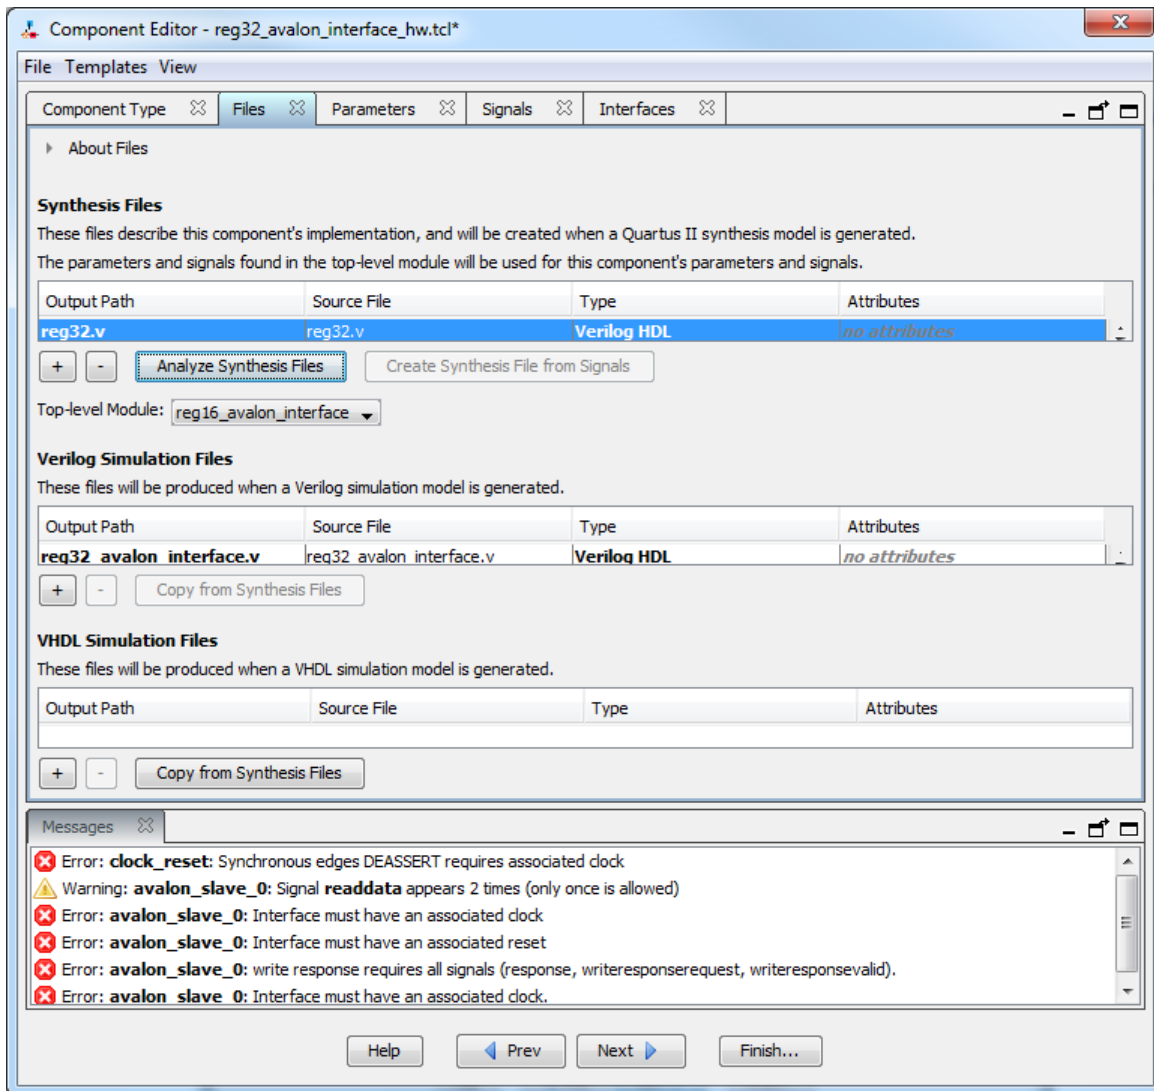 Component Editor - reg32_avalon_interface_hw.tcl*
File Templates View
Component Type Files Parameters Signals Interfaces
About Files
Synthesis Files
These files describe this component's implementation, and will be created when a Quartus II synthesis model is generated.
The parameters and signals found in the top-level module will be used for this component's parameters and signals.
Output Path Source File Type Attributes
reg32.v reg32.v Verilog HDL no attributes
+ - Analyze Synthesis Files Create Synthesis File from Signals
Top-level Module: reg16_avalon_interface
Verilog Simulation Files
These files will be produced when a Verilog simulation model is generated.
Output Path Source File Type Attributes
reg32_avalon_interface.v reg32_avalon_interface.v Verilog HDL no attributes
+ - Copy from Synthesis Files
VHDL Simulation Files
These files will be produced when a VHDL simulation model is generated.
Output Path Source File Type Attributes
+ - Copy from Synthesis Files
Messages
Error: clock_reset: Synchronous edges DEASSERT requires associated clock
Warning: avalon_slave_0: Signal readdata appears 2 times (only once is allowed)
Error: avalon_slave_0: Interface must have an associated clock
Error: avalon_slave_0: Interface must have an associated reset
Error: avalon_slave_0: write response requires all signals (response, writeresponserequest, writeresponsevalid).
Error: avalon_slave_0: Interface must have an associated clock.
Help Prev Next Finish...